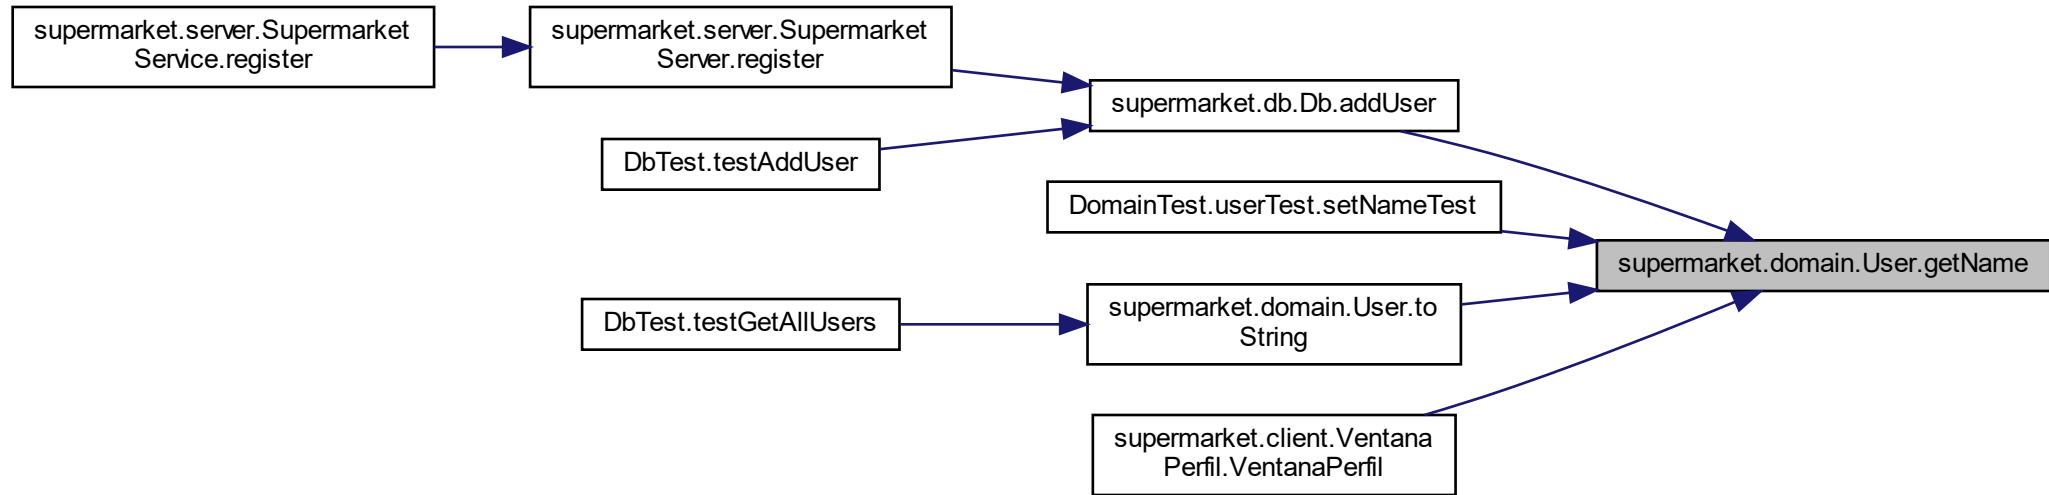 supermarket.server.Supermarket
Service.register
supermarket.server.Supermarket
Server.register
supermarket.db.Db.addUser
DbTest.testAddUser
DomainTest.userTest.setNameTest
supermarket.domain.User.getName
DbTest.testGetAllUsers
supermarket.domain.User.to
String
supermarket.client.Ventana
Perfil.VentanaPerfil